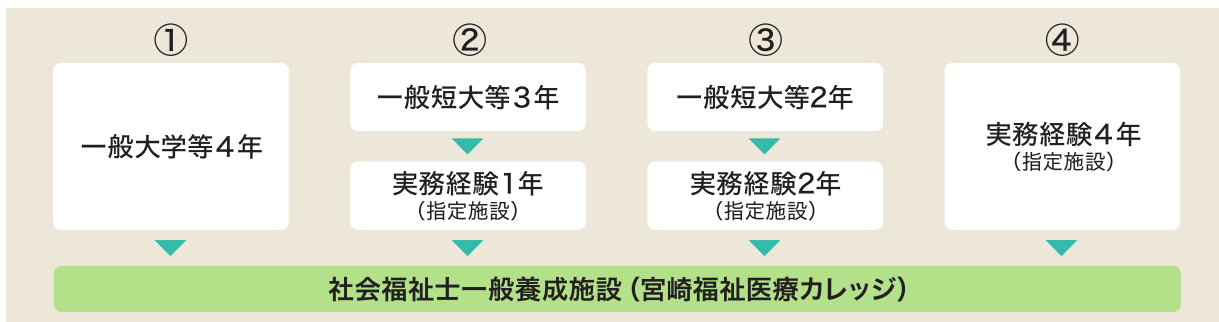 ①
一般大学等4年
②
一般短大等3年
実務経験1年
（指定施設）
③
一般短大等2年
実務経験2年
（指定施設）
④
実務経験4年
（指定施設）
社会福祉士一般養成施設（宮崎福祉医療カレッジ）